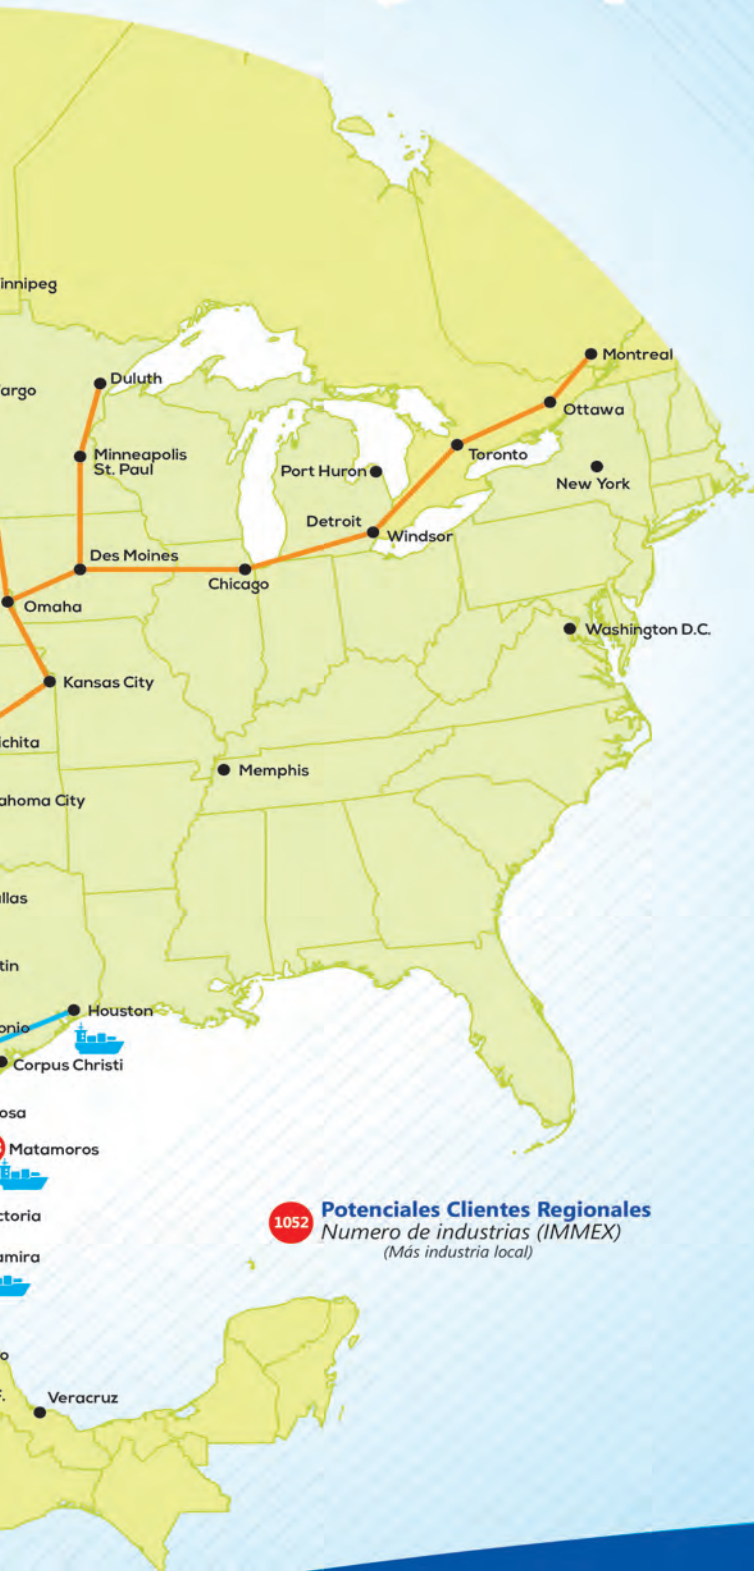 innipeg
Montreal
Duluth
argo
Ottawa
Minneapolis
St. Paul
Toronto
Port Huron
New York
Detroit
Windsor
Des Moines
Chicago
Omaha
Washington D.C.
Kansas City
ichita
Memphis
ahoma City
llas
tin
Houston
onio
Corpus Christi
osa
Matamoros
ctoria
1052
Potenciales Clientes Regionales
Numero de industrias (IMMEX)
(Más industria local)
amira
o
Veracruz